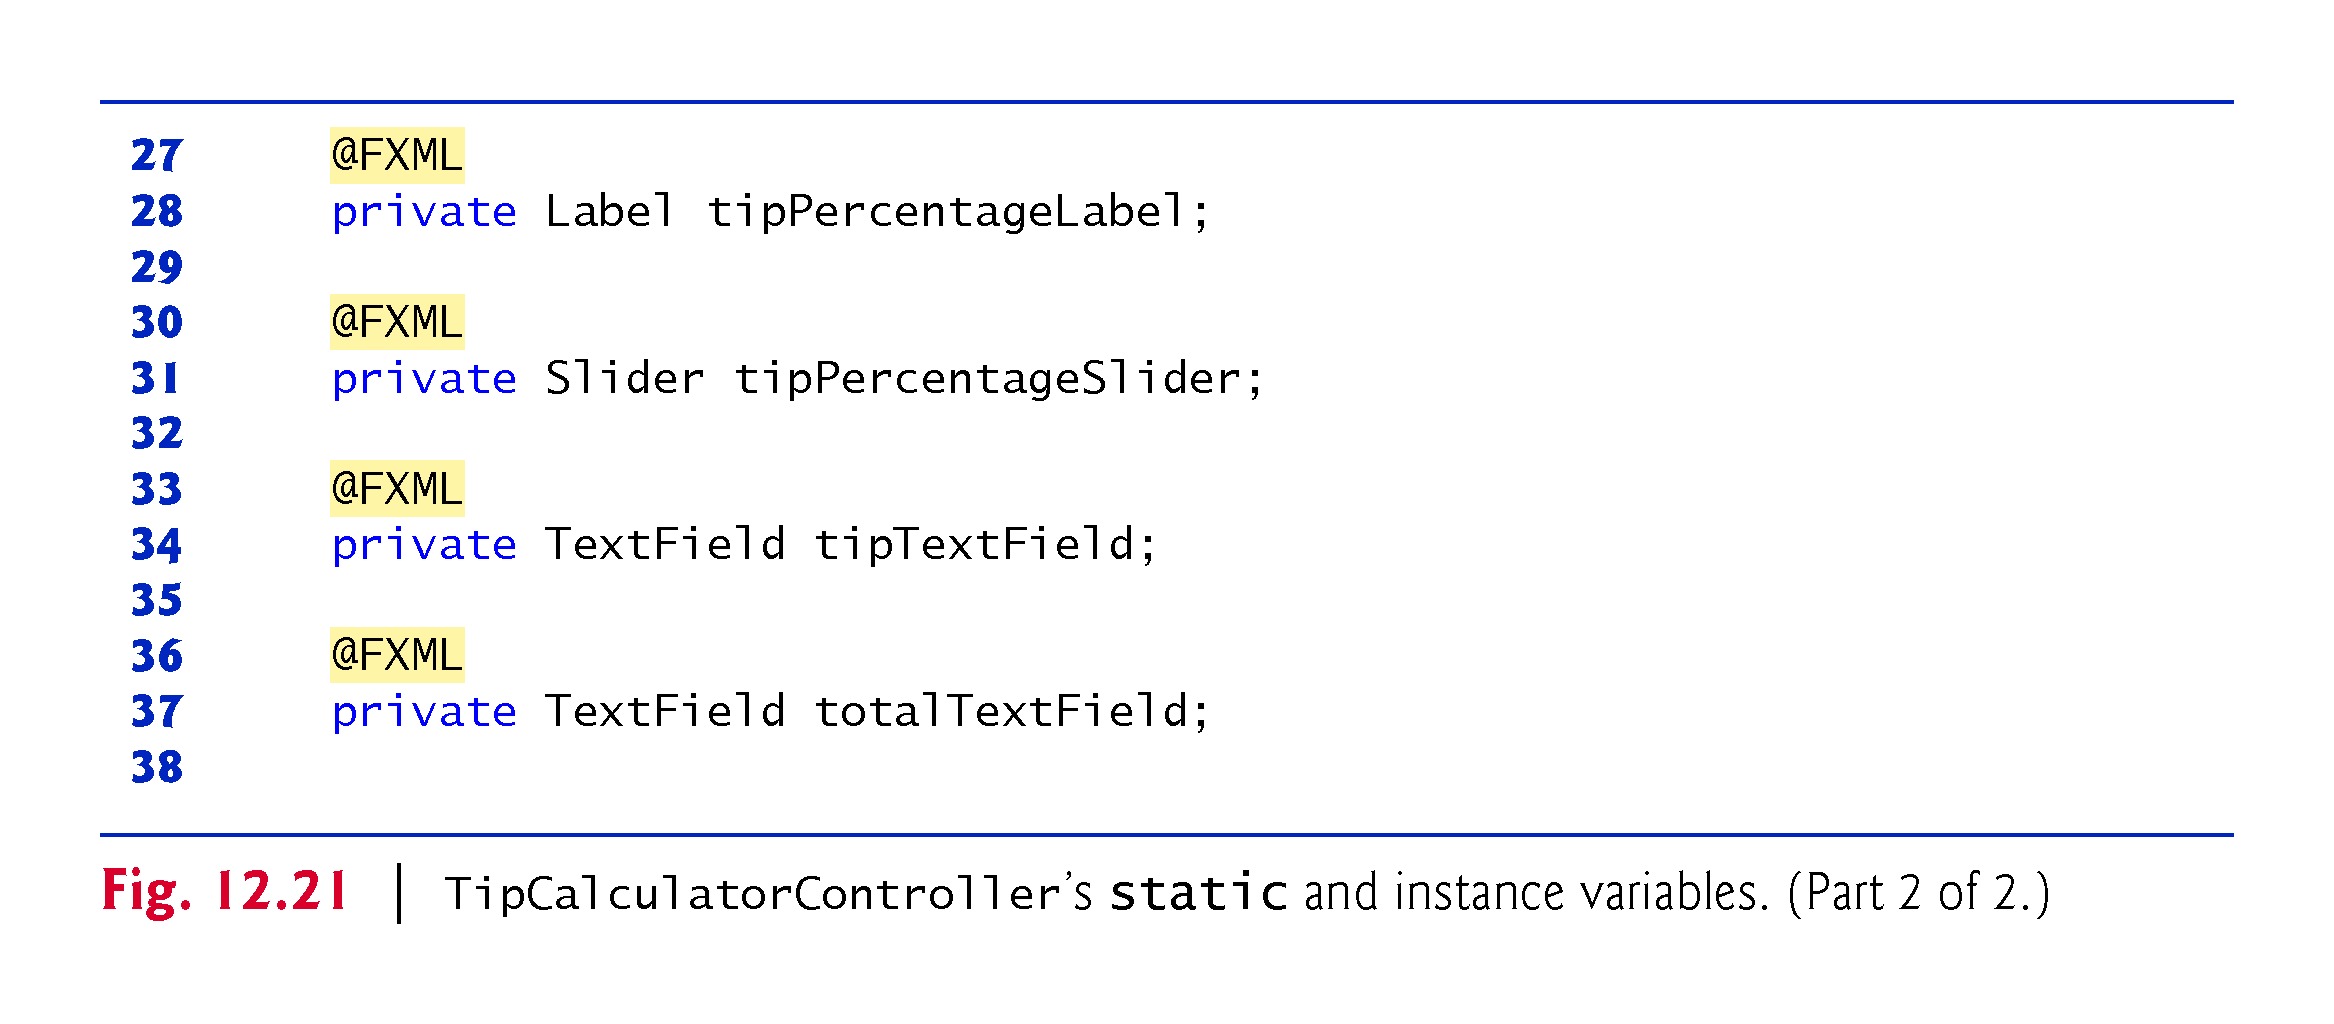 27 @FXML
28 private Label tipPercentageLabel;
29
30 @FXML
31 private Slider tipPercentageSlider;
32
33 @FXML
34 private TextField tipTextField;
35
36 @FXML
37 private TextField totalTextField;
38
Fig. 12.21 | TipCalculatorController’s static and instance variables. (Part 2 of 2.)